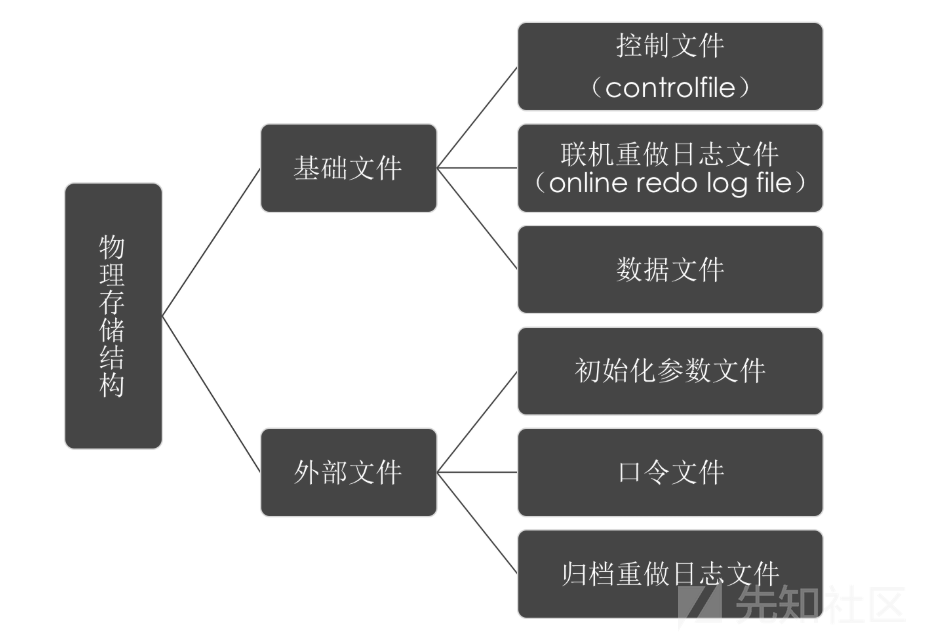 物理存储结构
基础文件
控制文件
（controlfile）
联机重做日志文件
（online redo log file）
数据文件
外部文件
初始化参数文件
口令文件
归档重做日志文件
先知社区